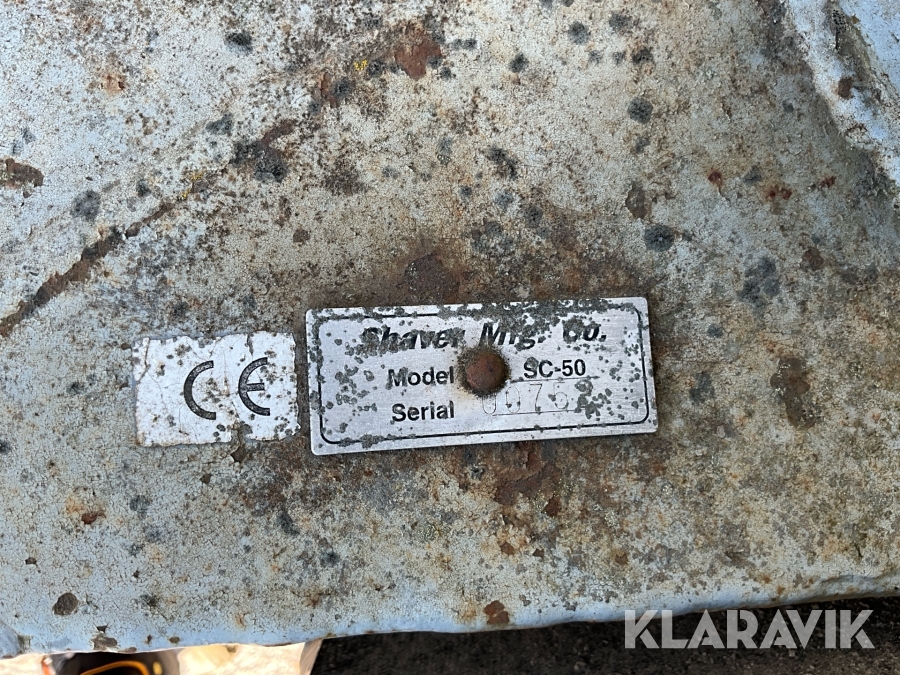 CE
Shaver Mfg. Co.
Model SC-50
Serial
KLARAVIK